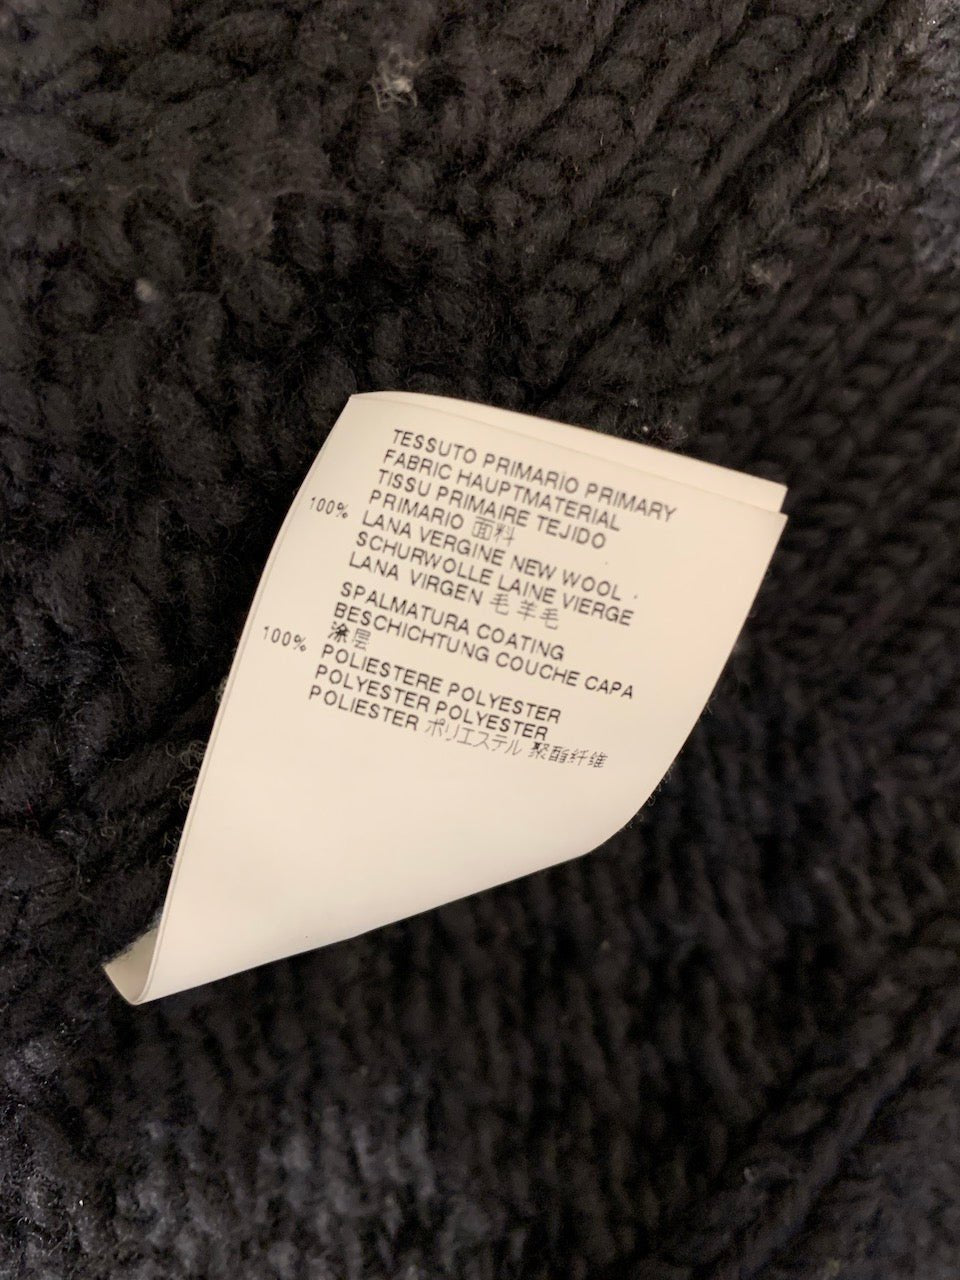 TESSUTO PRIMARIO PRIMARY
FABRIC HAUPTMATERIAL
TISSU PRIMAIRE TEJIDO
PRIMARIO 面料
100% LANA VERGINE NEW WOOL
SCHURWOLLE LAINE VIERGE
LANA VIRGEN 毛 羊毛
SPALMATURA COATING
BESCHICHTUNG COUCHE CAPA
涂层
100% POLIESTERE POLYESTER
POLYESTER POLYESTER
POLIESTER ポリエステル 聚酯纤维